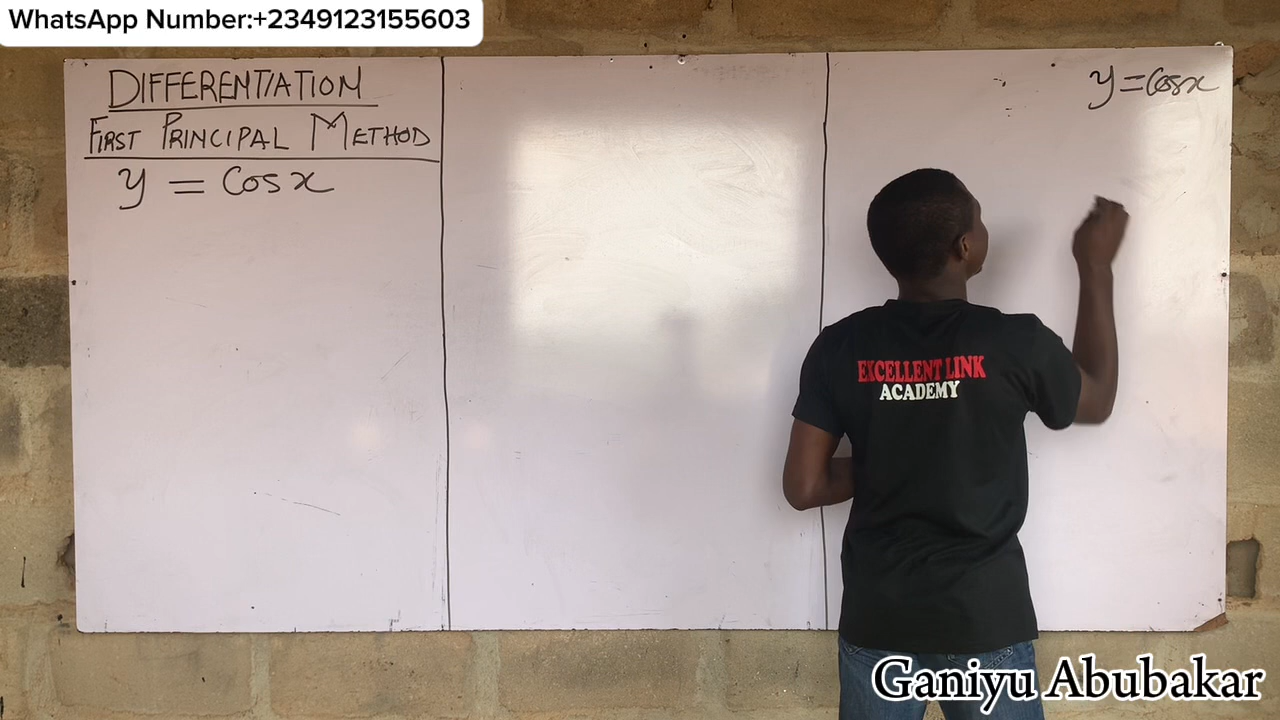 WhatsApp Number:+2349123155603
DIFFERENTIATION
FIRST PRINCIPAL METHOD
y = Cos x
y = Cos x
EXCELLENT LINK
ACADEMY
Ganiyu Abubakar